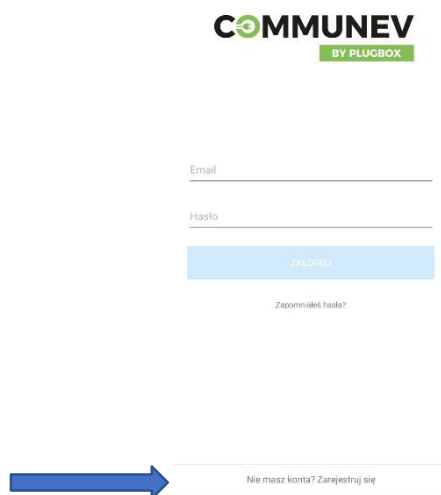 COMMUNEV
BY PLUGBOX
Email
Hasło
ZALOGUJ
Zapomniałeś hasła?
Nie masz konta? Zarejestruj się